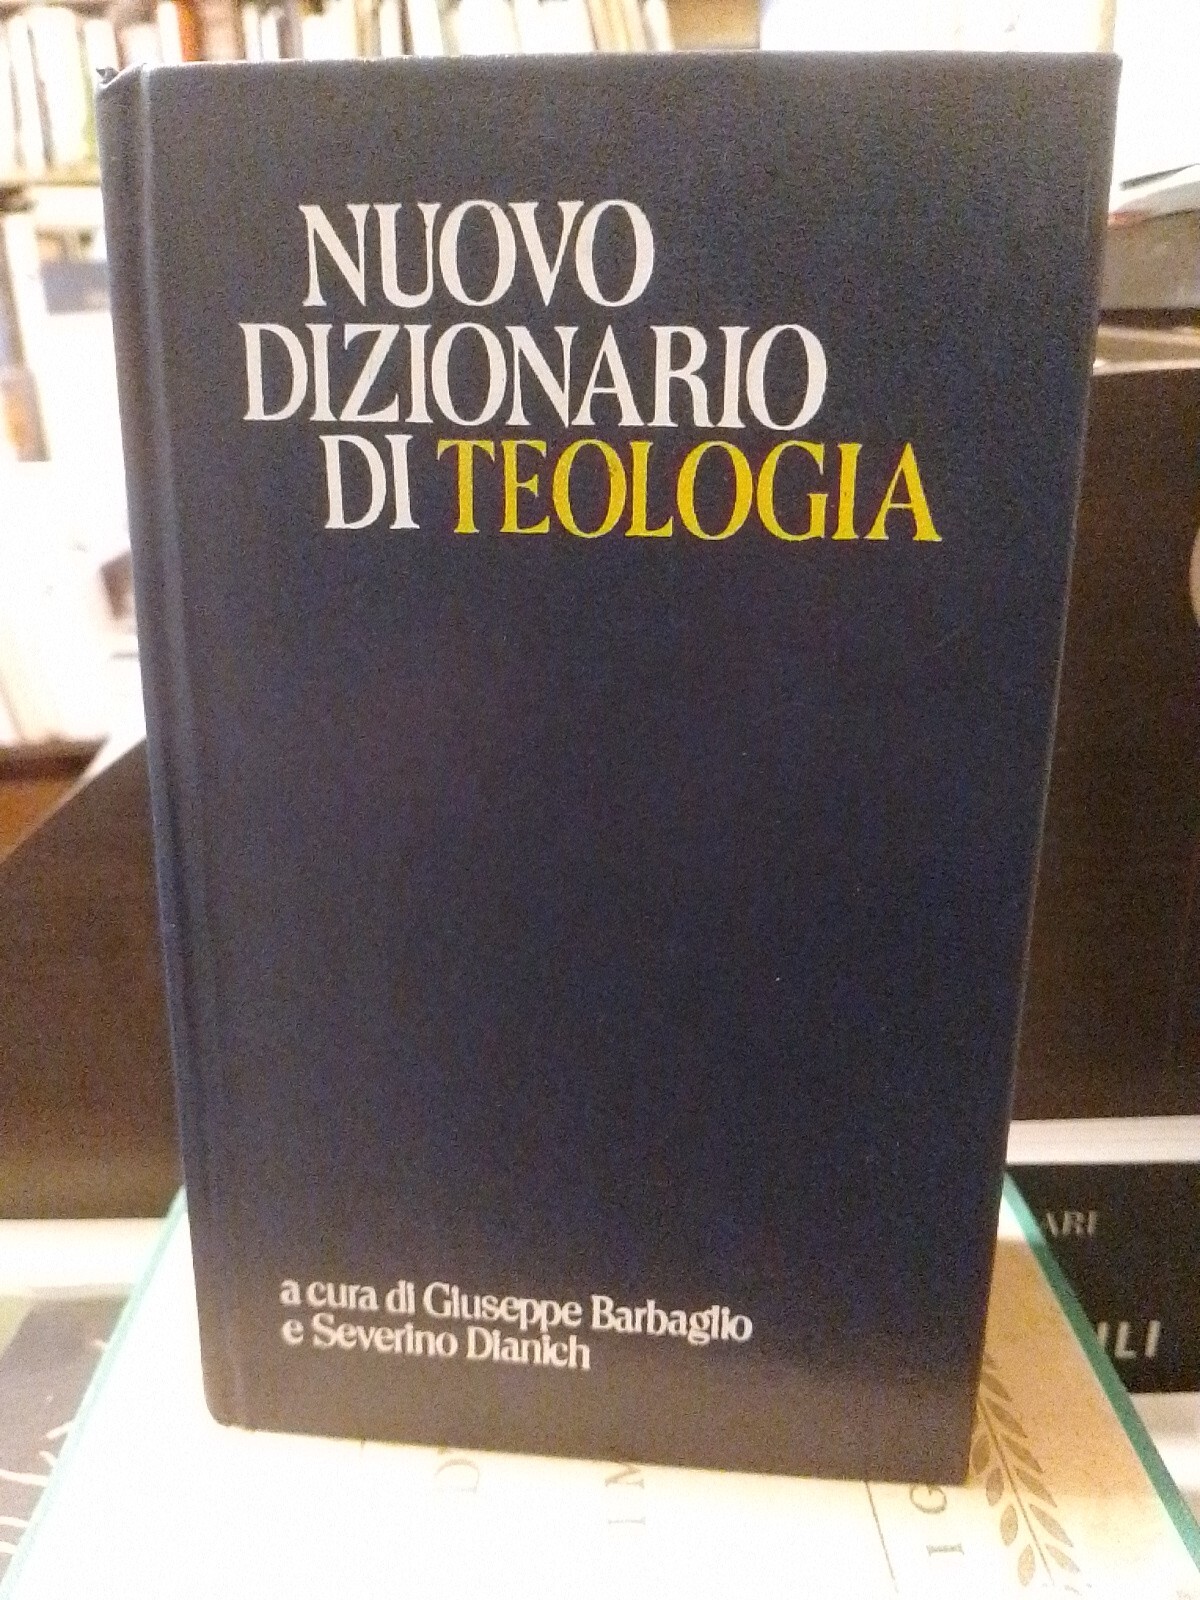 NUOVO
DIZIONARIO
DI TEOLOGIA
a cura di Giuseppe Barbaglio
e Severino Dianich